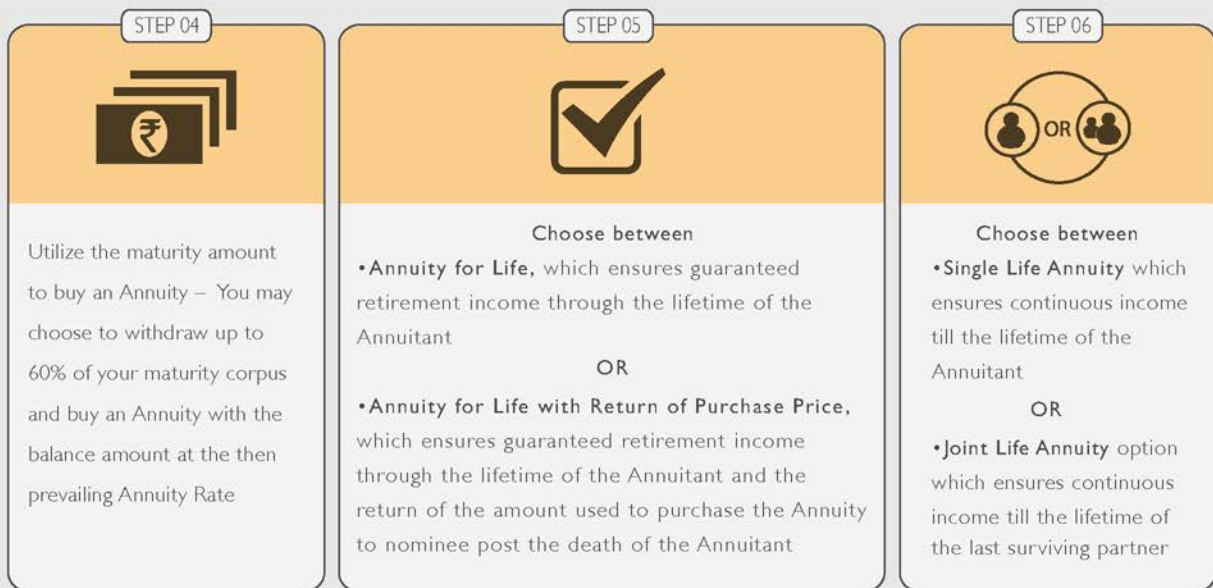 STEP 04
₹
Utilize the maturity amount
to buy an Annuity – You may
choose to withdraw up to
60% of your maturity corpus
and buy an Annuity with the
balance amount at the then
prevailing Annuity Rate
STEP 05
Choose between
•Annuity for Life, which ensures guaranteed
retirement income through the lifetime of the
Annuitant
OR
•Annuity for Life with Return of Purchase Price,
which ensures guaranteed retirement income
through the lifetime of the Annuitant and the
return of the amount used to purchase the Annuity
to nominee post the death of the Annuitant
STEP 06
OR
Choose between
•Single Life Annuity which
ensures continuous income
till the lifetime of the
Annuitant
OR
•Joint Life Annuity option
which ensures continuous
income till the lifetime of
the last surviving partner